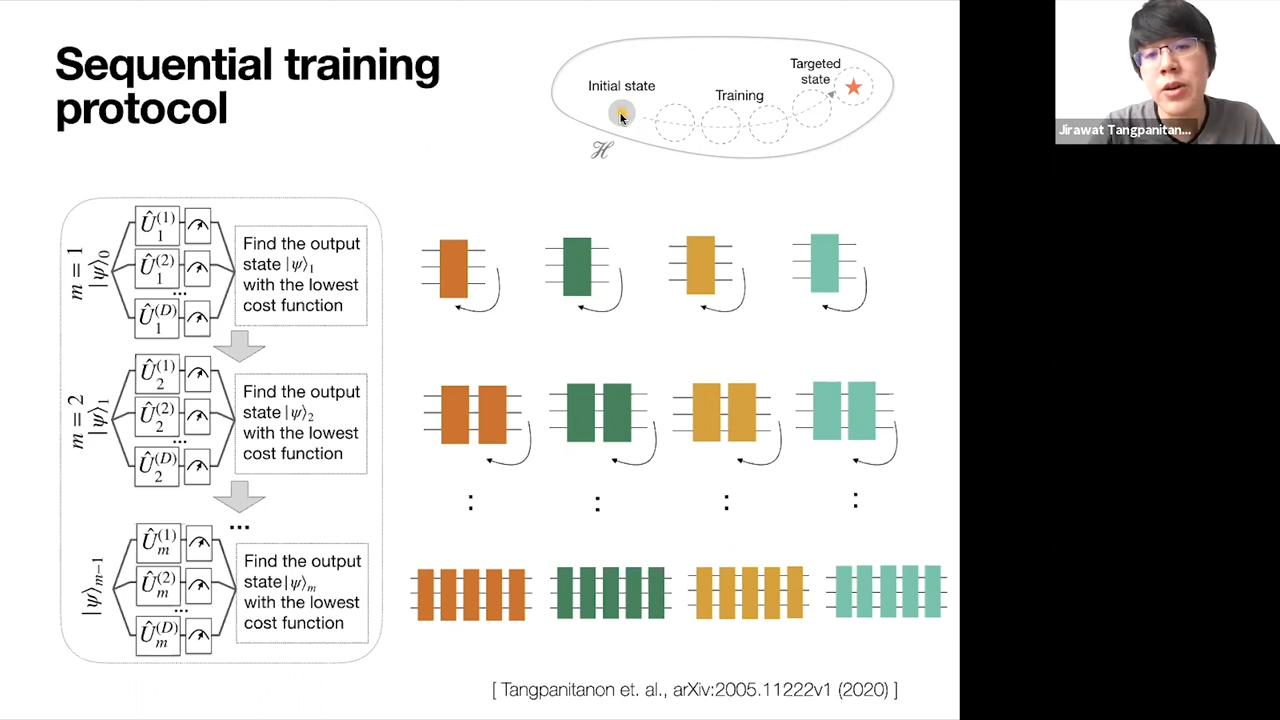 Sequential training
protocol
Initial state
Training
Targeted
state
ℋ
Jirawat Tangpanitan...
m = 1
|ψ⟩₀
Û₁⁽¹⁾
Û₁⁽²⁾
...
Û₁⁽ᴰ⁾
Find the output
state |ψ⟩₁
with the lowest
cost function
m = 2
|ψ⟩₁
Û₂⁽¹⁾
Û₂⁽²⁾
...
Û₂⁽ᴰ⁾
Find the output
state |ψ⟩₂
with the lowest
cost function
...
|ψ⟩ₘ₋₁
Ûₘ⁽¹⁾
Ûₘ⁽²⁾
...
Ûₘ⁽ᴰ⁾
Find the output
state|ψ⟩ₘ
with the lowest
cost function
[ Tangpanitanon et. al., arXiv:2005.11222v1 (2020) ]